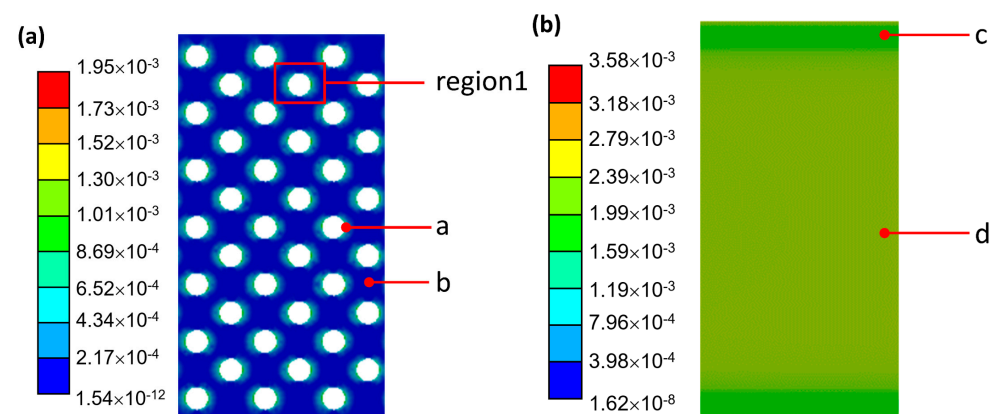 (a)
1.95×10⁻³
1.73×10⁻³
1.52×10⁻³
1.30×10⁻³
1.01×10⁻³
8.69×10⁻⁴
6.52×10⁻⁴
4.34×10⁻⁴
2.17×10⁻⁴
1.54×10⁻¹²
region1
a
b
(b)
3.58×10⁻³
3.18×10⁻³
2.79×10⁻³
2.39×10⁻³
1.99×10⁻³
1.59×10⁻³
1.19×10⁻³
7.96×10⁻⁴
3.98×10⁻⁴
1.62×10⁻⁸
c
d